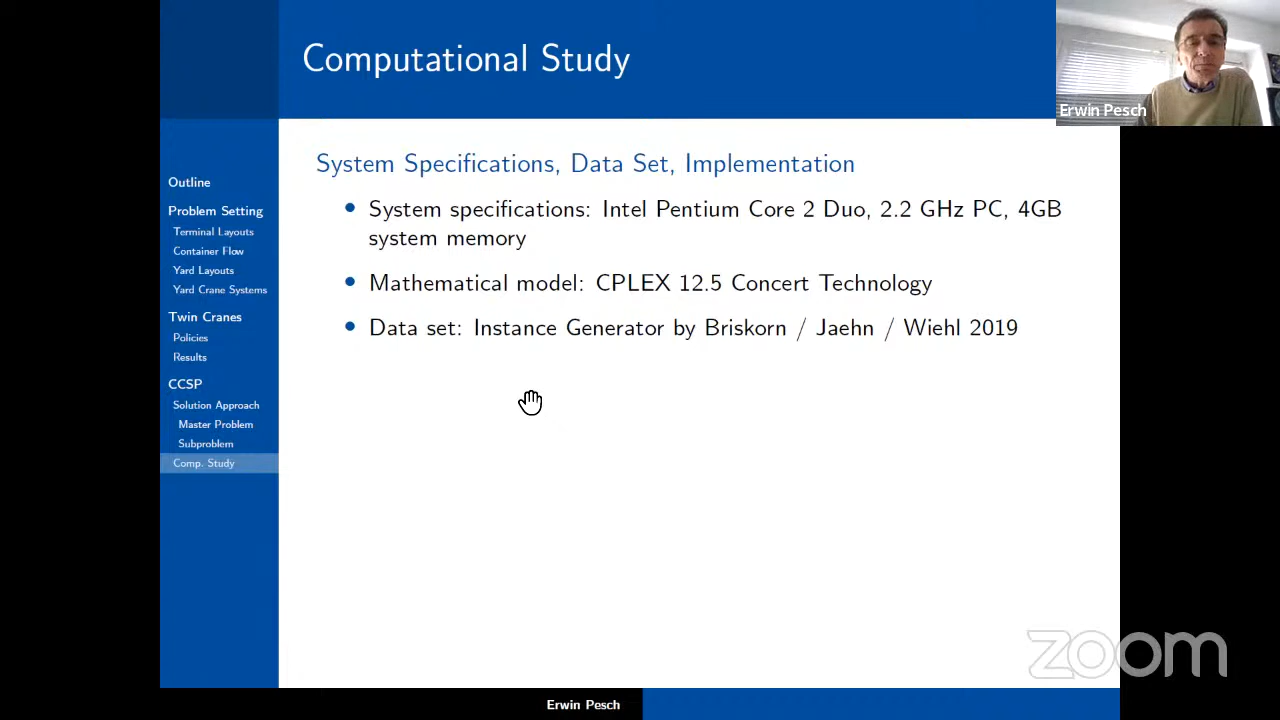 Computational Study
Erwin Pesch
Outline
Problem Setting
Terminal Layouts
Container Flow
Yard Layouts
Yard Crane Systems
Twin Cranes
Policies
Results
CCSP
Solution Approach
Master Problem
Subproblem
Comp. Study
System Specifications, Data Set, Implementation
• System specifications: Intel Pentium Core 2 Duo, 2.2 GHz PC, 4GB
system memory
• Mathematical model: CPLEX 12.5 Concert Technology
• Data set: Instance Generator by Briskorn / Jaehn / Wiehl 2019
zoom
Erwin Pesch